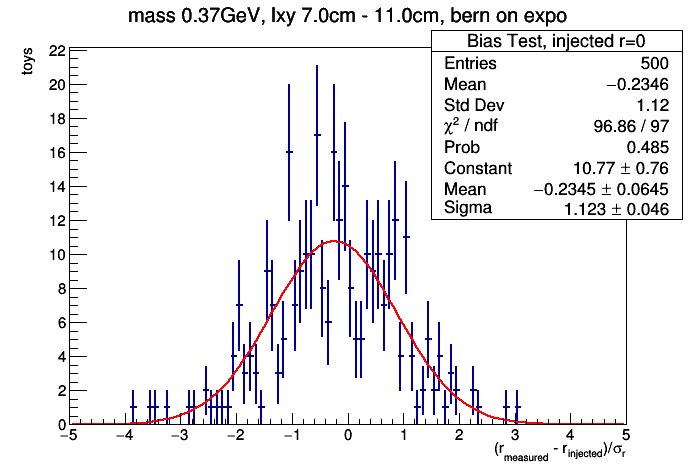 mass 0.37GeV, lxy 7.0cm - 11.0cm, bern on expo
Bias Test, injected r=0
Entries 500
Mean −0.2346
Std Dev 1.12
χ² / ndf 96.86 / 97
Prob 0.485
Constant 10.77 ± 0.76
Mean −0.2345 ± 0.0645
Sigma 1.123 ± 0.046
toys
22
20
18
16
14
12
10
8
6
4
2
0
−5 −4 −3 −2 −1 0 1 2 3 4 5
(r_measured - r_injected)/σ_r